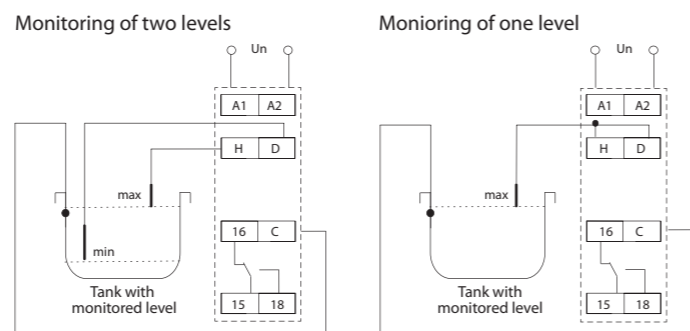 Monitoring of two levels
Un
A1 A2
H D
max
min
16 C
15 18
Tank with
monitored level
Monioring of one level
Un
A1 A2
H D
max
16 C
15 18
Tank with
monitored level